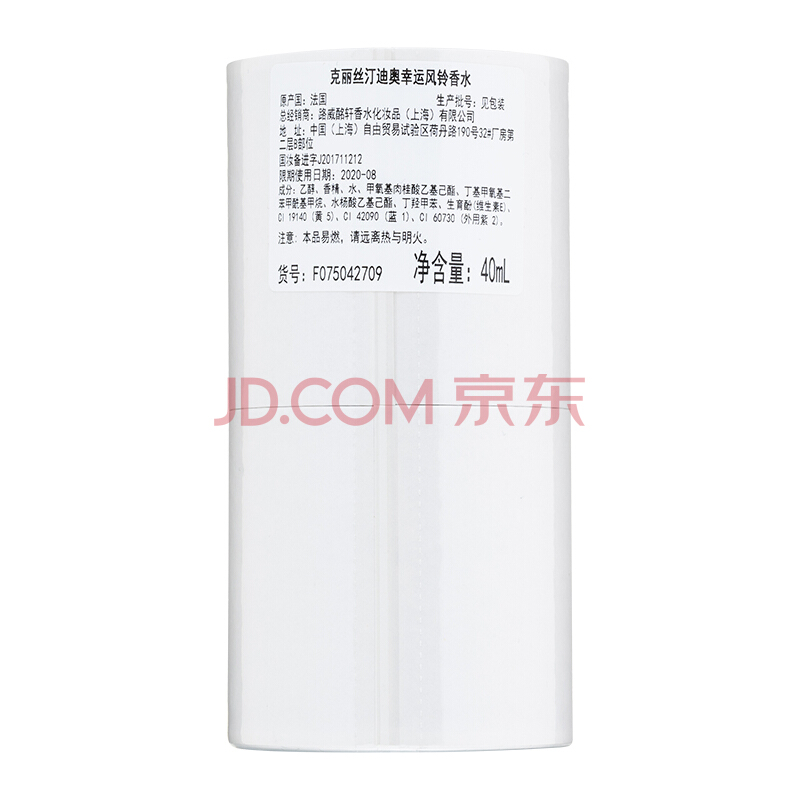 克丽丝汀迪奥幸运风铃香水
原产国：法国 生产批号：见包装
总经销商：路威酩轩香水化妆品（上海）有限公司
地 址：中国（上海）自由贸易试验区荷丹路190号32#厂房第
二层B部位
国妆备进字J201711212
限期使用日期：2020-08
成分：乙醇、香精、水、甲氧基肉桂酸乙基己酯、丁基甲氧基二
苯甲酰基甲烷、水杨酸乙基己酯、丁羟甲苯、生育酚(维生素E)、
CI 19140 (黄 5)、CI 42090 (蓝 1)、CI 60730 (外用紫 2)。
注意：本品易燃，请远离热与明火。
货号：F075042709 净含量：40mL
JD.COM 京东